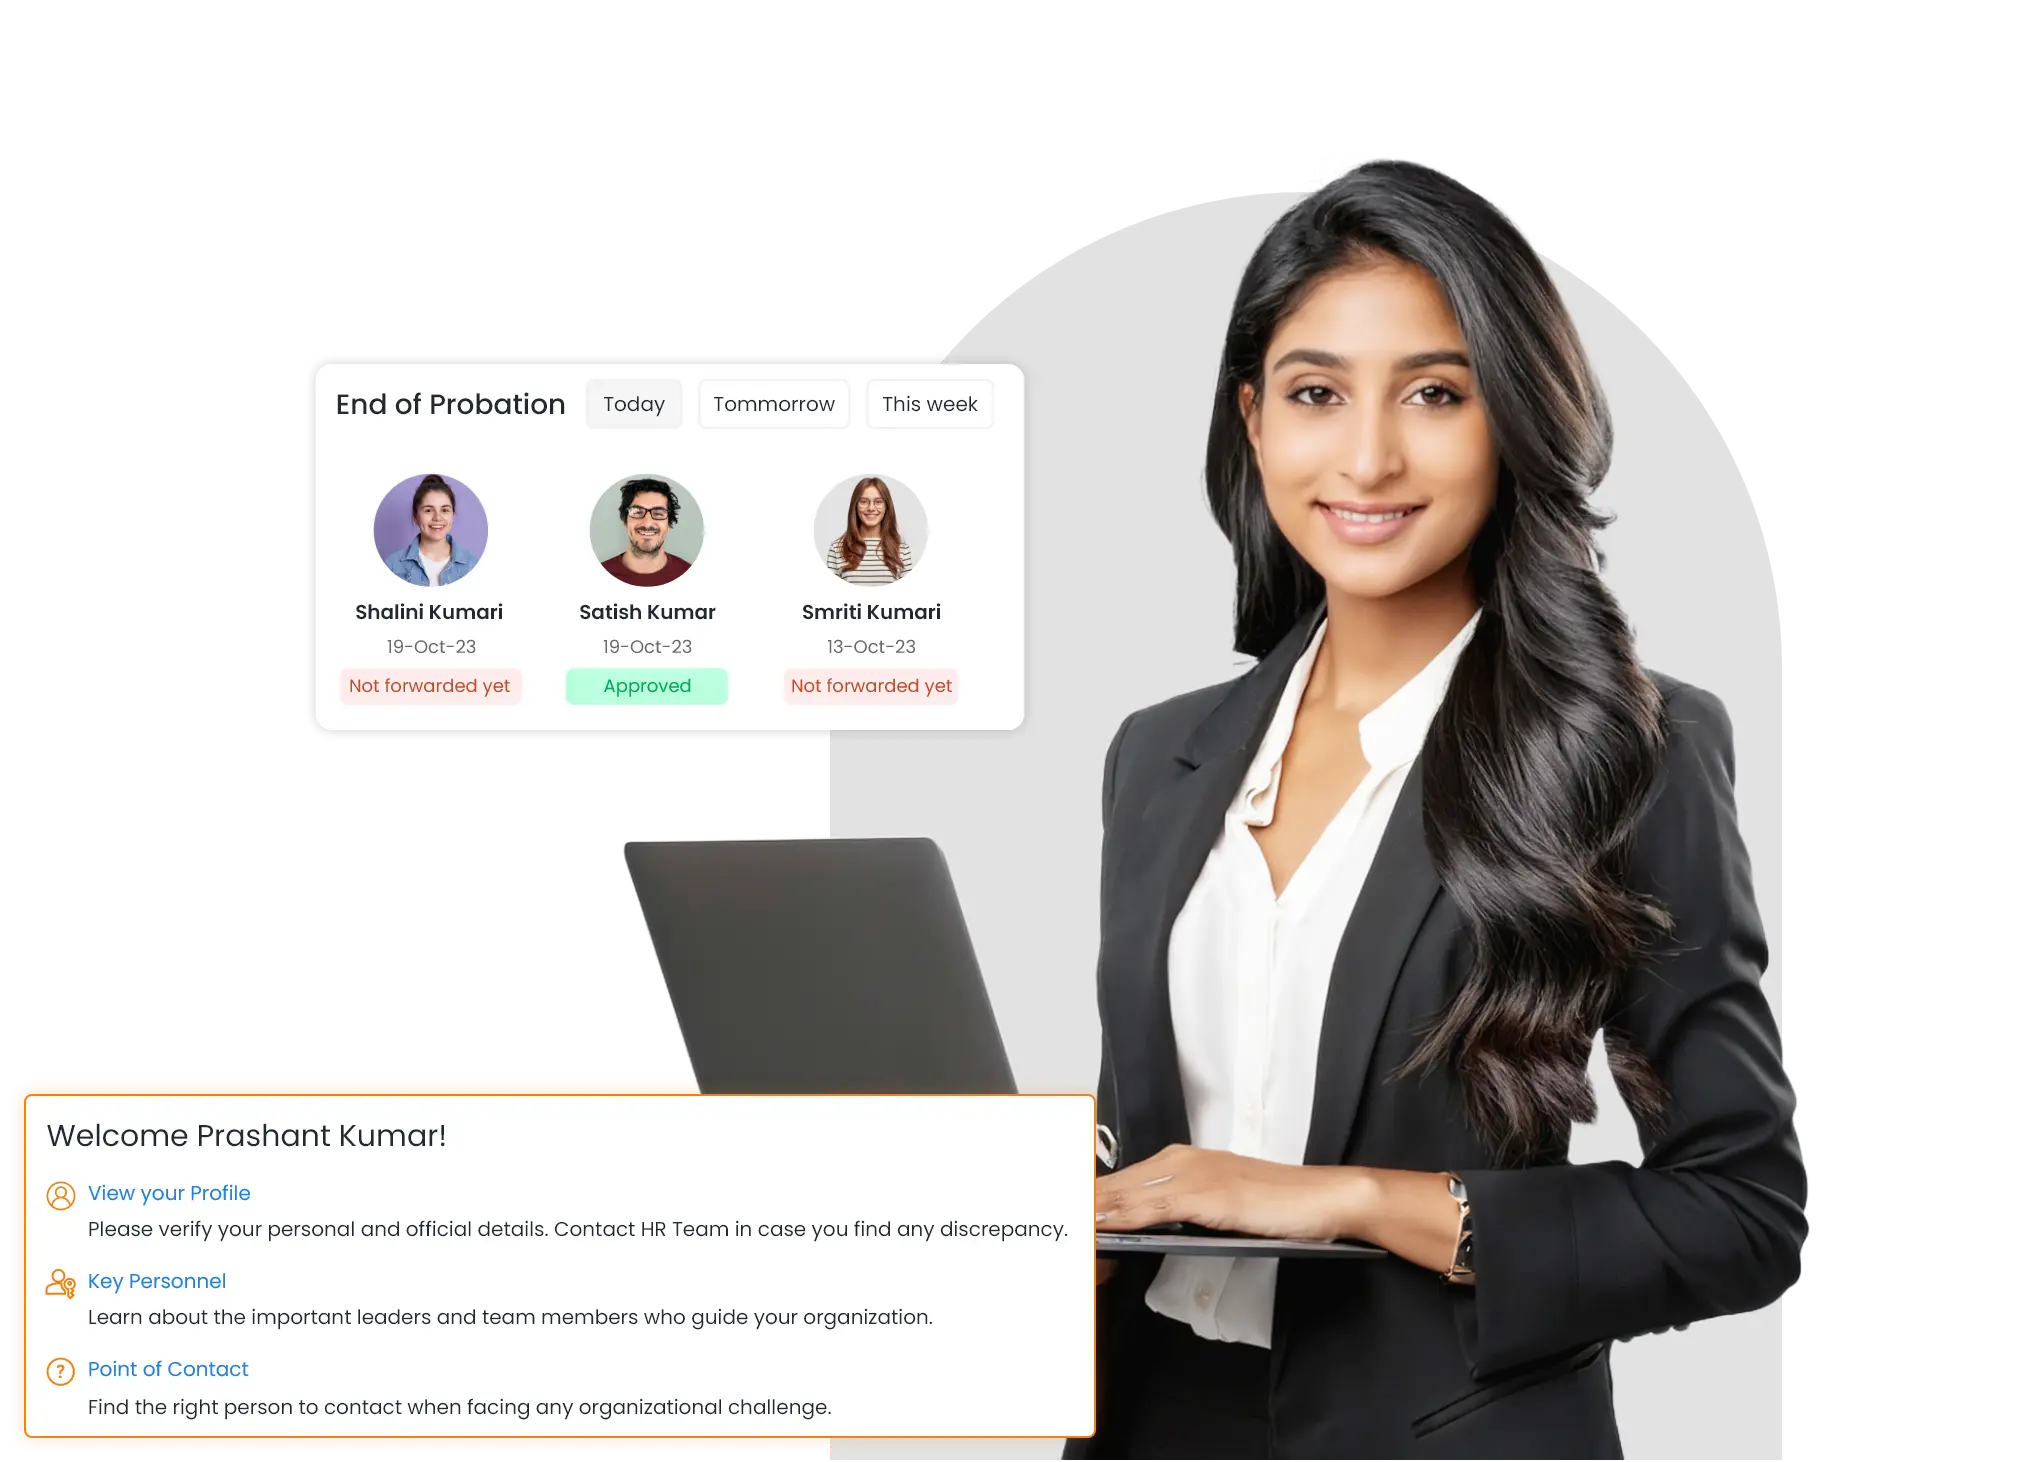 End of Probation Today Tommorrow This week
Shalini Kumari Satish Kumar Smriti Kumari
19-Oct-23 19-Oct-23 13-Oct-23
Not forwarded yet Approved Not forwarded yet
Welcome Prashant Kumar!
View your Profile
Please verify your personal and official details. Contact HR Team in case you find any discrepancy.
Key Personnel
Learn about the important leaders and team members who guide your organization.
? Point of Contact
Find the right person to contact when facing any organizational challenge.